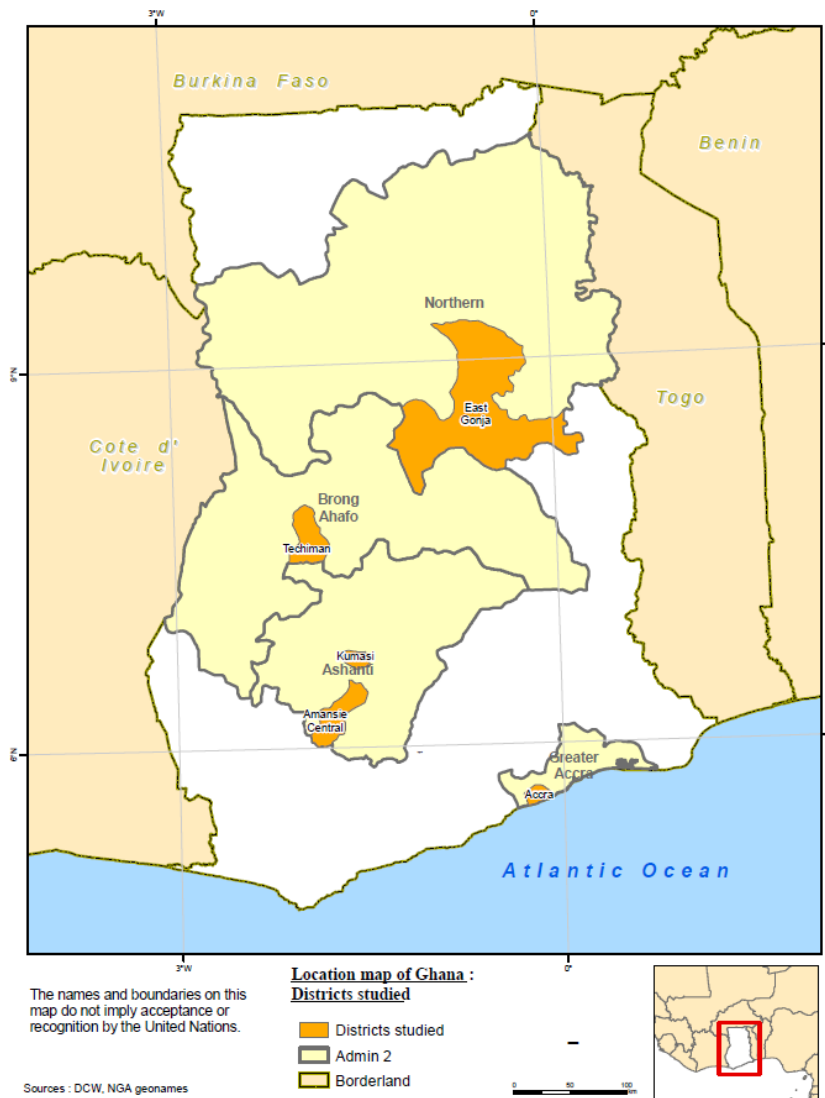 3°W
0°
Burkina Faso
Benin
Northern
9°N
East
Gonja
Togo
Cote d'
Ivoire
Brong
Ahafo
Techiman
Kumasi
Ashanti
Amansie
Central
6°N
Greater
Accra
Accra
Atlantic Ocean
3°W
0°
The names and boundaries on this
map do not imply acceptance or
recognition by the United Nations.
Sources : DCW, NGA geonames
Location map of Ghana :
Districts studied
Districts studied
Admin 2
Borderland
0 50 100
km